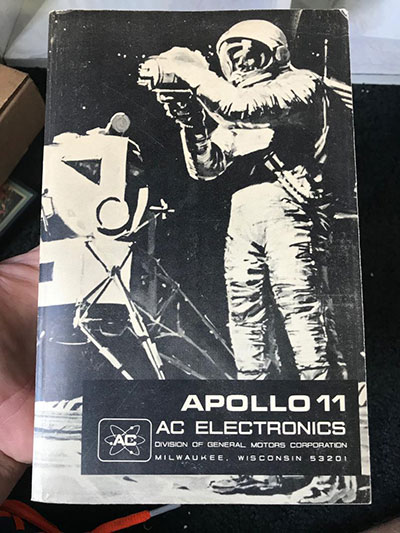 APOLLO 11
AC ELECTRONICS
AC
DIVISION OF GENERAL MOTORS CORPORATION
MILWAUKEE, WISCONSIN 53201